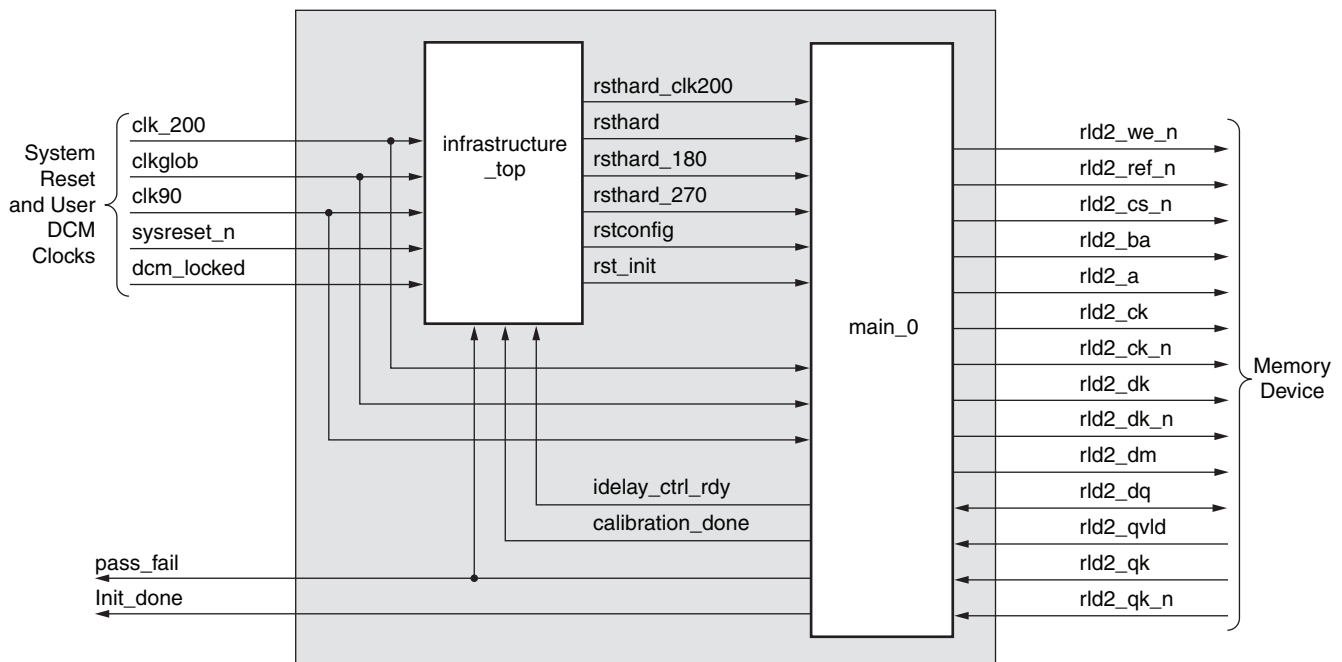 System
Reset
and User
DCM
Clocks
clk_200
clkglob
clk90
sysreset_n
dcm_locked
infrastructure
_top
rsthard_clk200
rsthard
rsthard_180
rsthard_270
rstconfig
rst_init
main_0
idelay_ctrl_rdy
calibration_done
pass_fail
Init_done
rld2_we_n
rld2_ref_n
rld2_cs_n
rld2_ba
rld2_a
rld2_ck
rld2_ck_n
rld2_dk
rld2_dk_n
rld2_dm
rld2_dq
rld2_qvld
rld2_qk
rld2_qk_n
Memory
Device